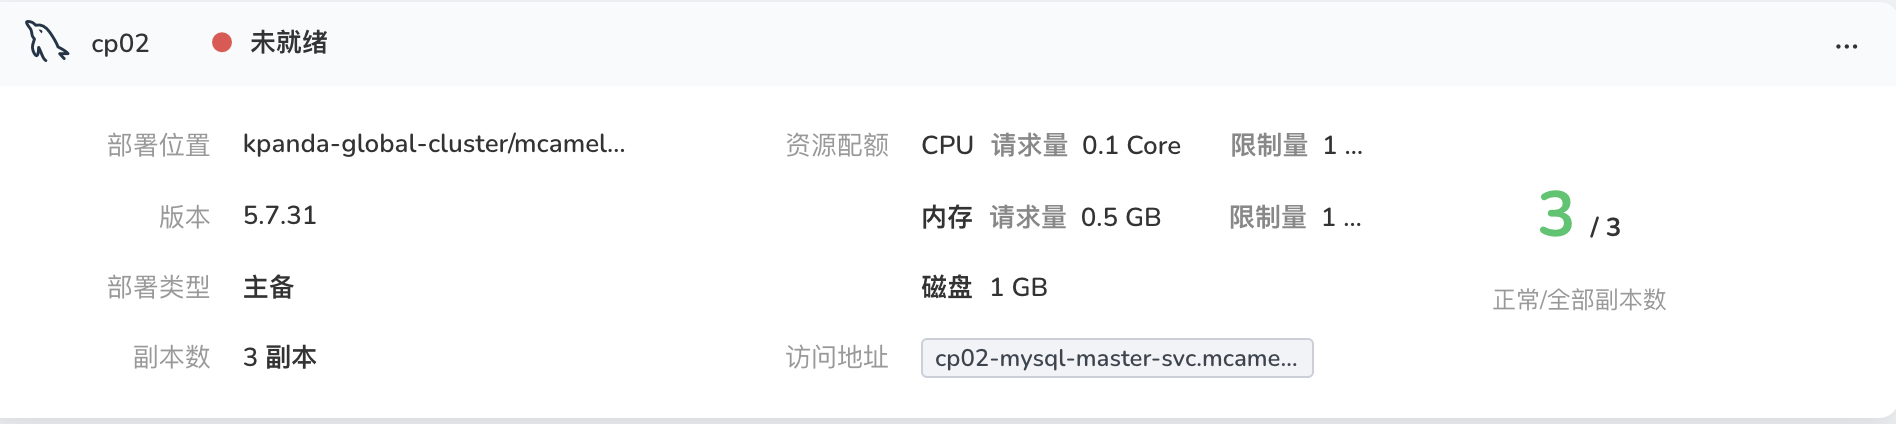 cp02 未就绪 ...
部署位置 kpanda-global-cluster/mcamel...
资源配额 CPU 请求量 0.1 Core 限制量 1 ...
版本 5.7.31
内存 请求量 0.5 GB 限制量 1 ...
3 / 3
部署类型 主备
磁盘 1 GB
正常/全部副本数
副本数 3 副本
访问地址 cp02-mysql-master-svc.mcame...